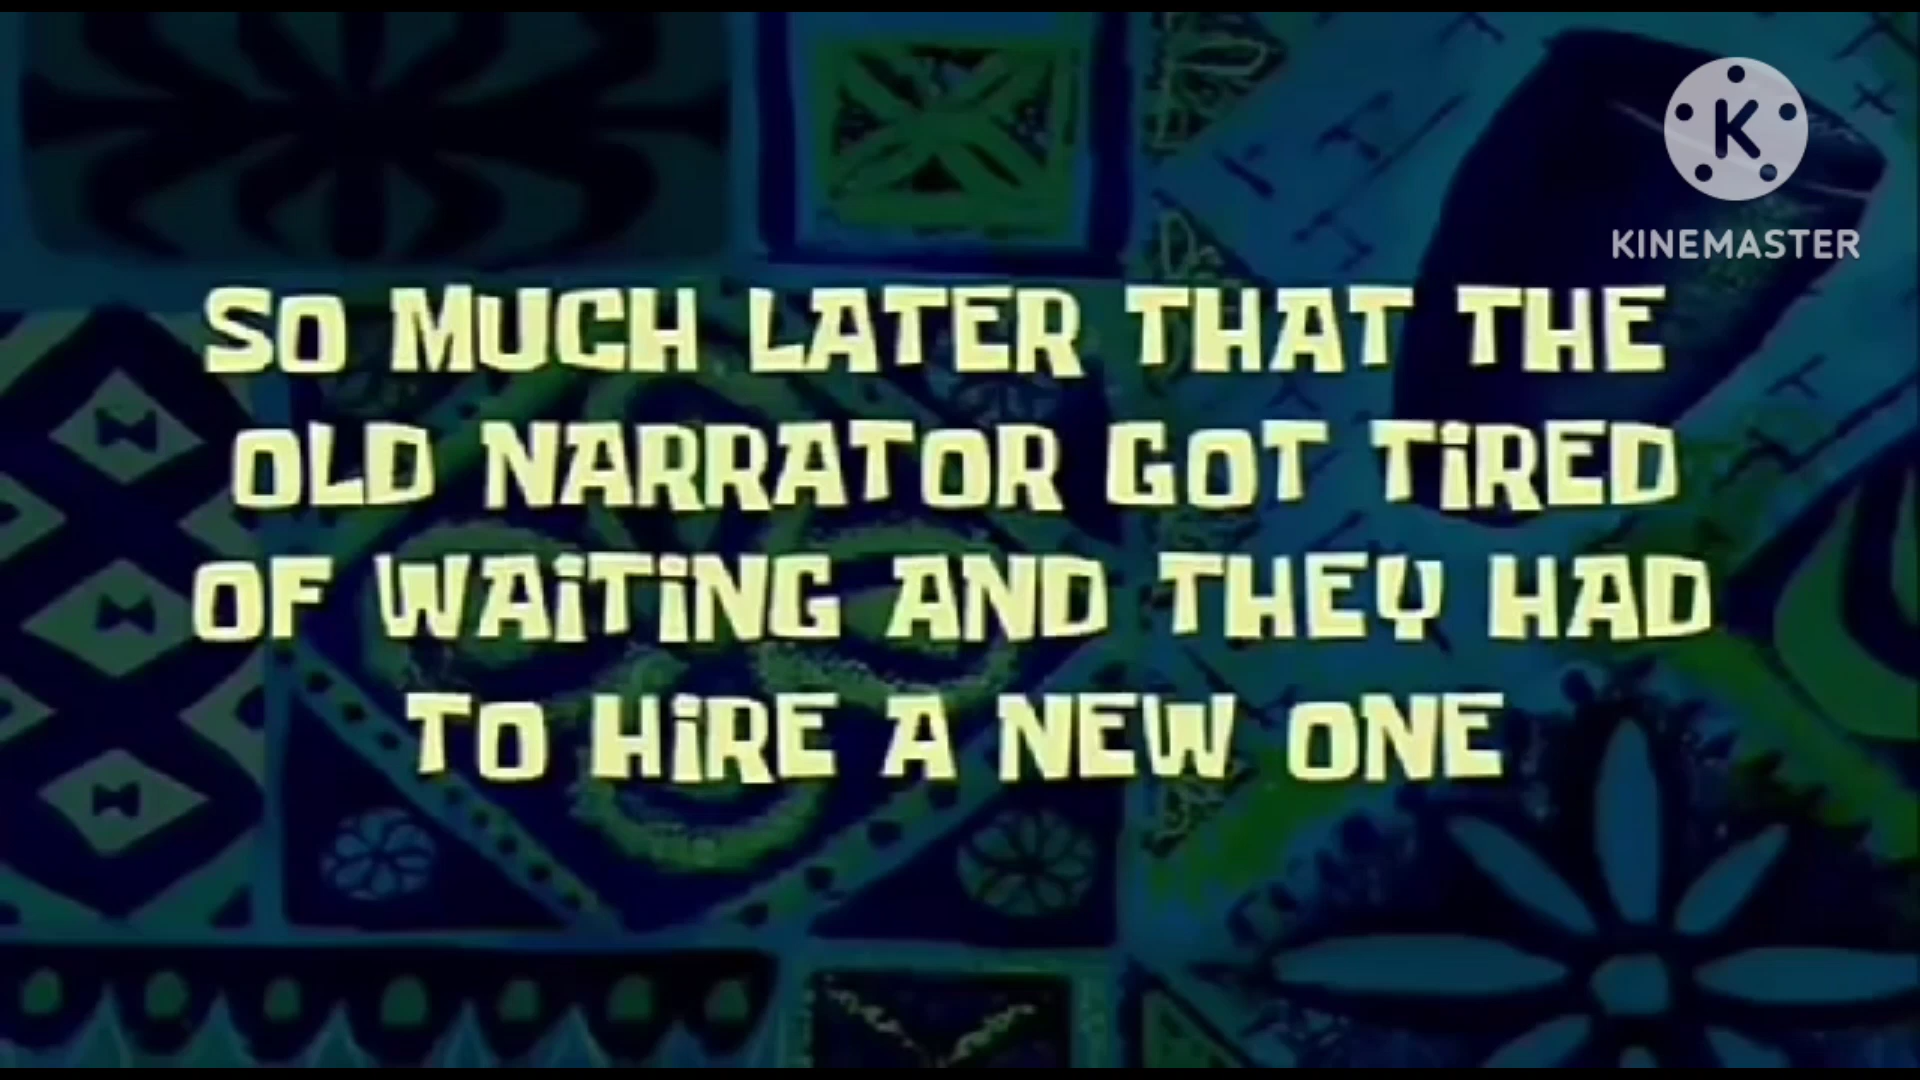 K
KINEMASTER
SO MUCH LATER THAT THE
OLD NARRATOR GOT TiRED
OF WAiTiNG AND THEY HAD
TO HiRE A NEW ONE